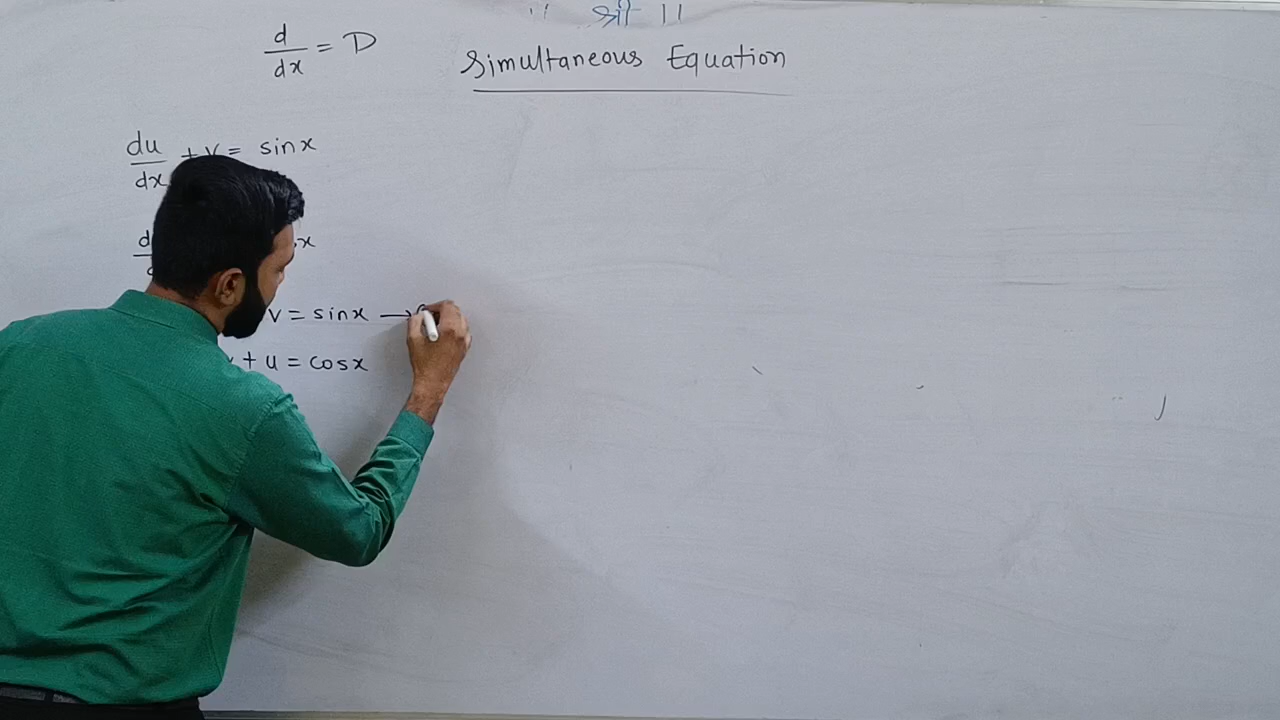 ॥ श्री ॥
d/dx = D
Simultaneous Equation
du/dx + v = sinx
v = sinx →
+ u = cosx